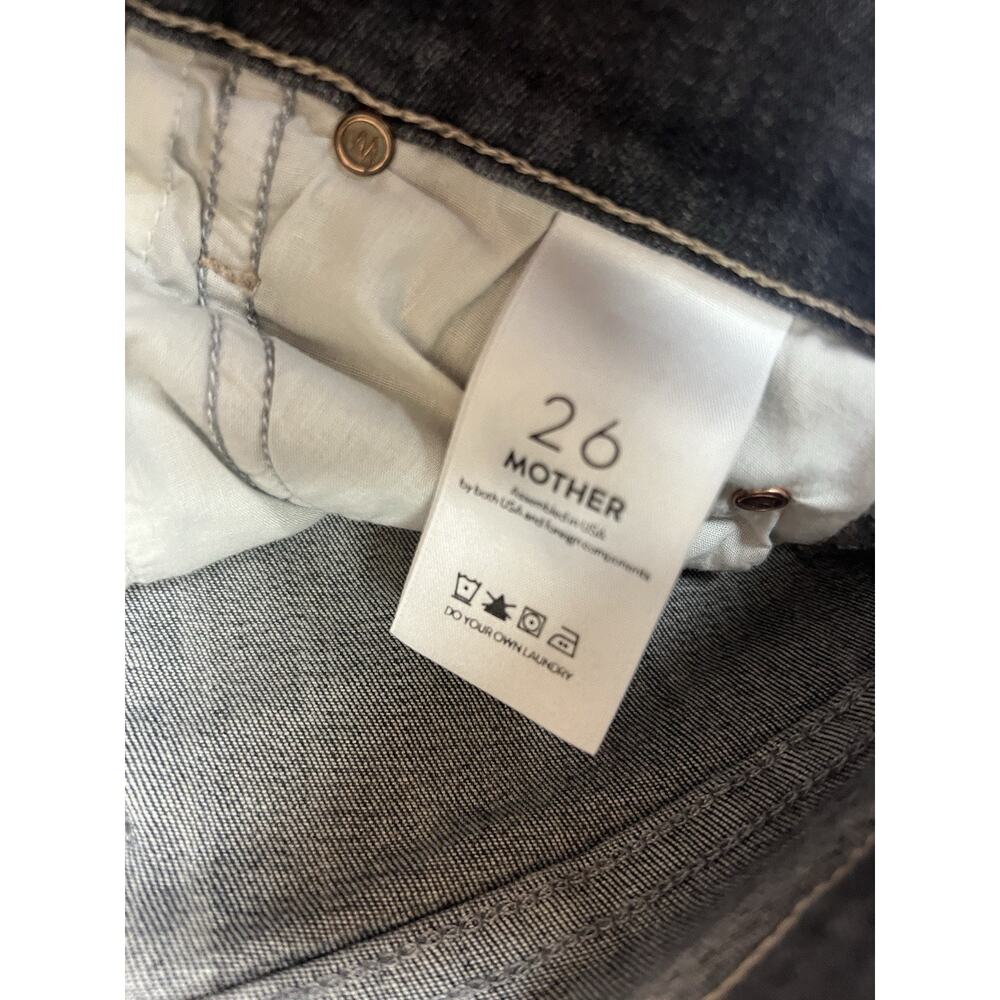 26
MOTHER
Assembled in USA
by both USA and foreign components
DO YOUR OWN LAUNDRY
M